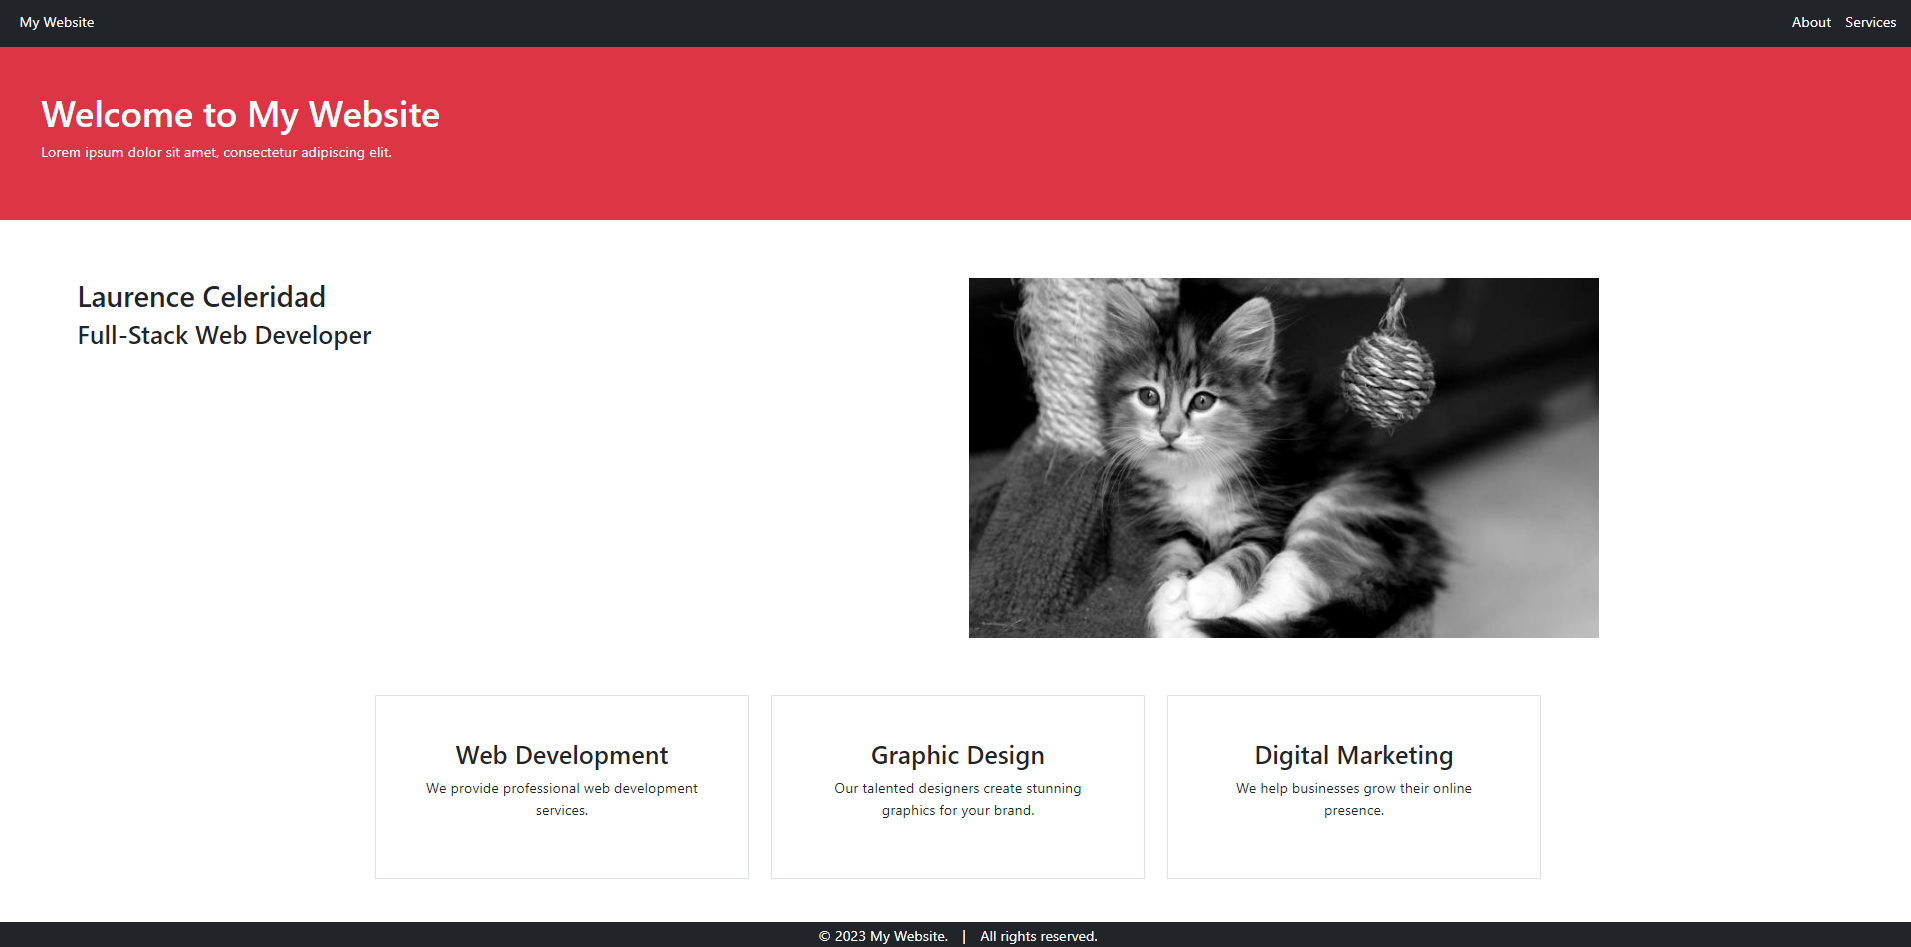 My Website
About Services
Welcome to My Website
Lorem ipsum dolor sit amet, consectetur adipiscing elit.
Laurence Celeridad
Full-Stack Web Developer
Web Development
We provide professional web development
services.
Graphic Design
Our talented designers create stunning
graphics for your brand.
Digital Marketing
We help businesses grow their online
presence.
© 2023 My Website. | All rights reserved.